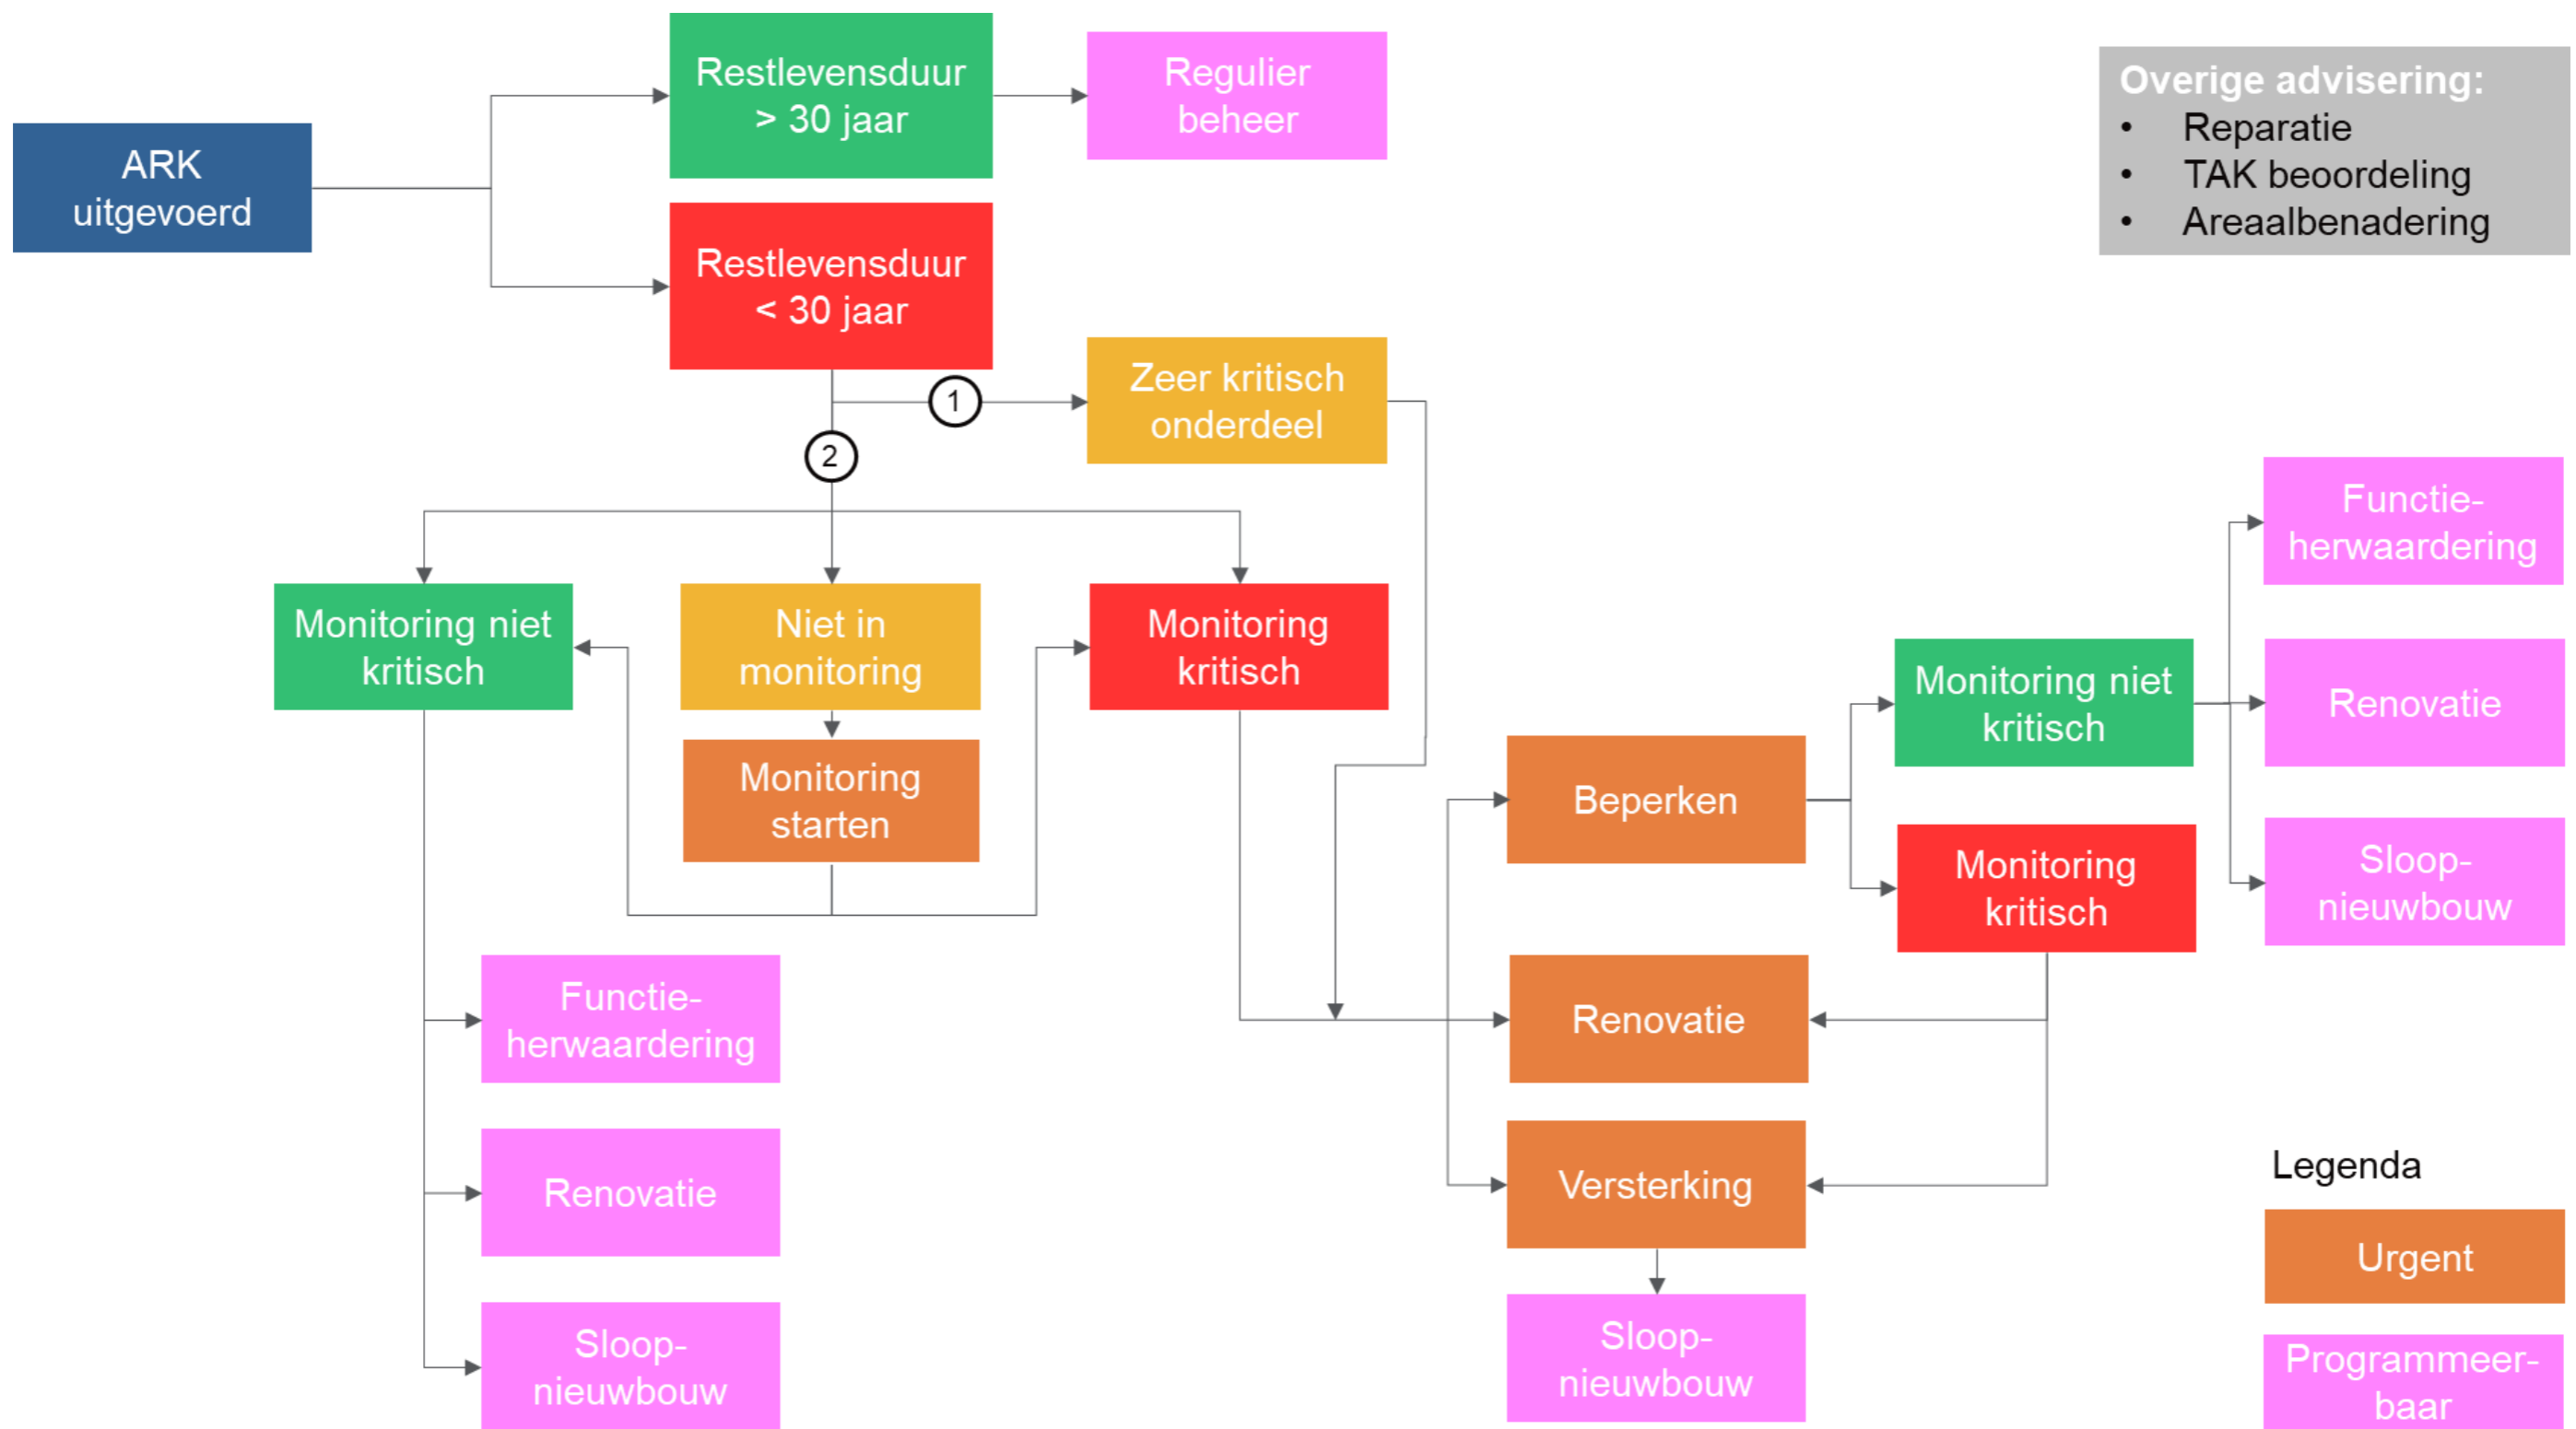 ARK
uitgevoerd
Restlevensduur
> 30 jaar
Regulier
beheer
Overige advisering:
• Reparatie
• TAK beoordeling
• Areaalbenadering
Restlevensduur
< 30 jaar
1
Zeer kritisch
onderdeel
2
Monitoring niet
kritisch
Niet in
monitoring
Monitoring
kritisch
Monitoring
starten
Functie-
herwaardering
Renovatie
Sloop-
nieuwbouw
Beperken
Renovatie
Versterking
Sloop-
nieuwbouw
Monitoring niet
kritisch
Monitoring
kritisch
Functie-
herwaardering
Renovatie
Sloop-
nieuwbouw
Legenda
Urgent
Programmeer-
baar